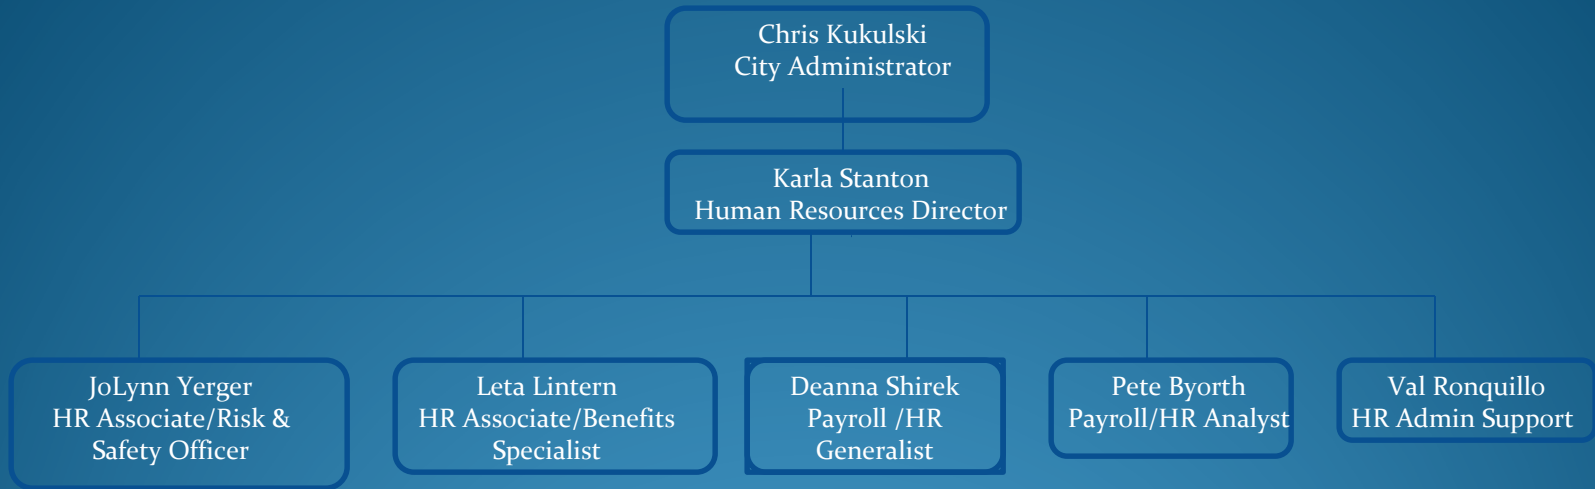 Chris Kukulski
City Administrator
Karla Stanton
Human Resources Director
JoLynn Yerger
HR Associate/Risk &
Safety Officer
Leta Lintern
HR Associate/Benefits
Specialist
Deanna Shirek
Payroll /HR
Generalist
Pete Byorth
Payroll/HR Analyst
Val Ronquillo
HR Admin Support